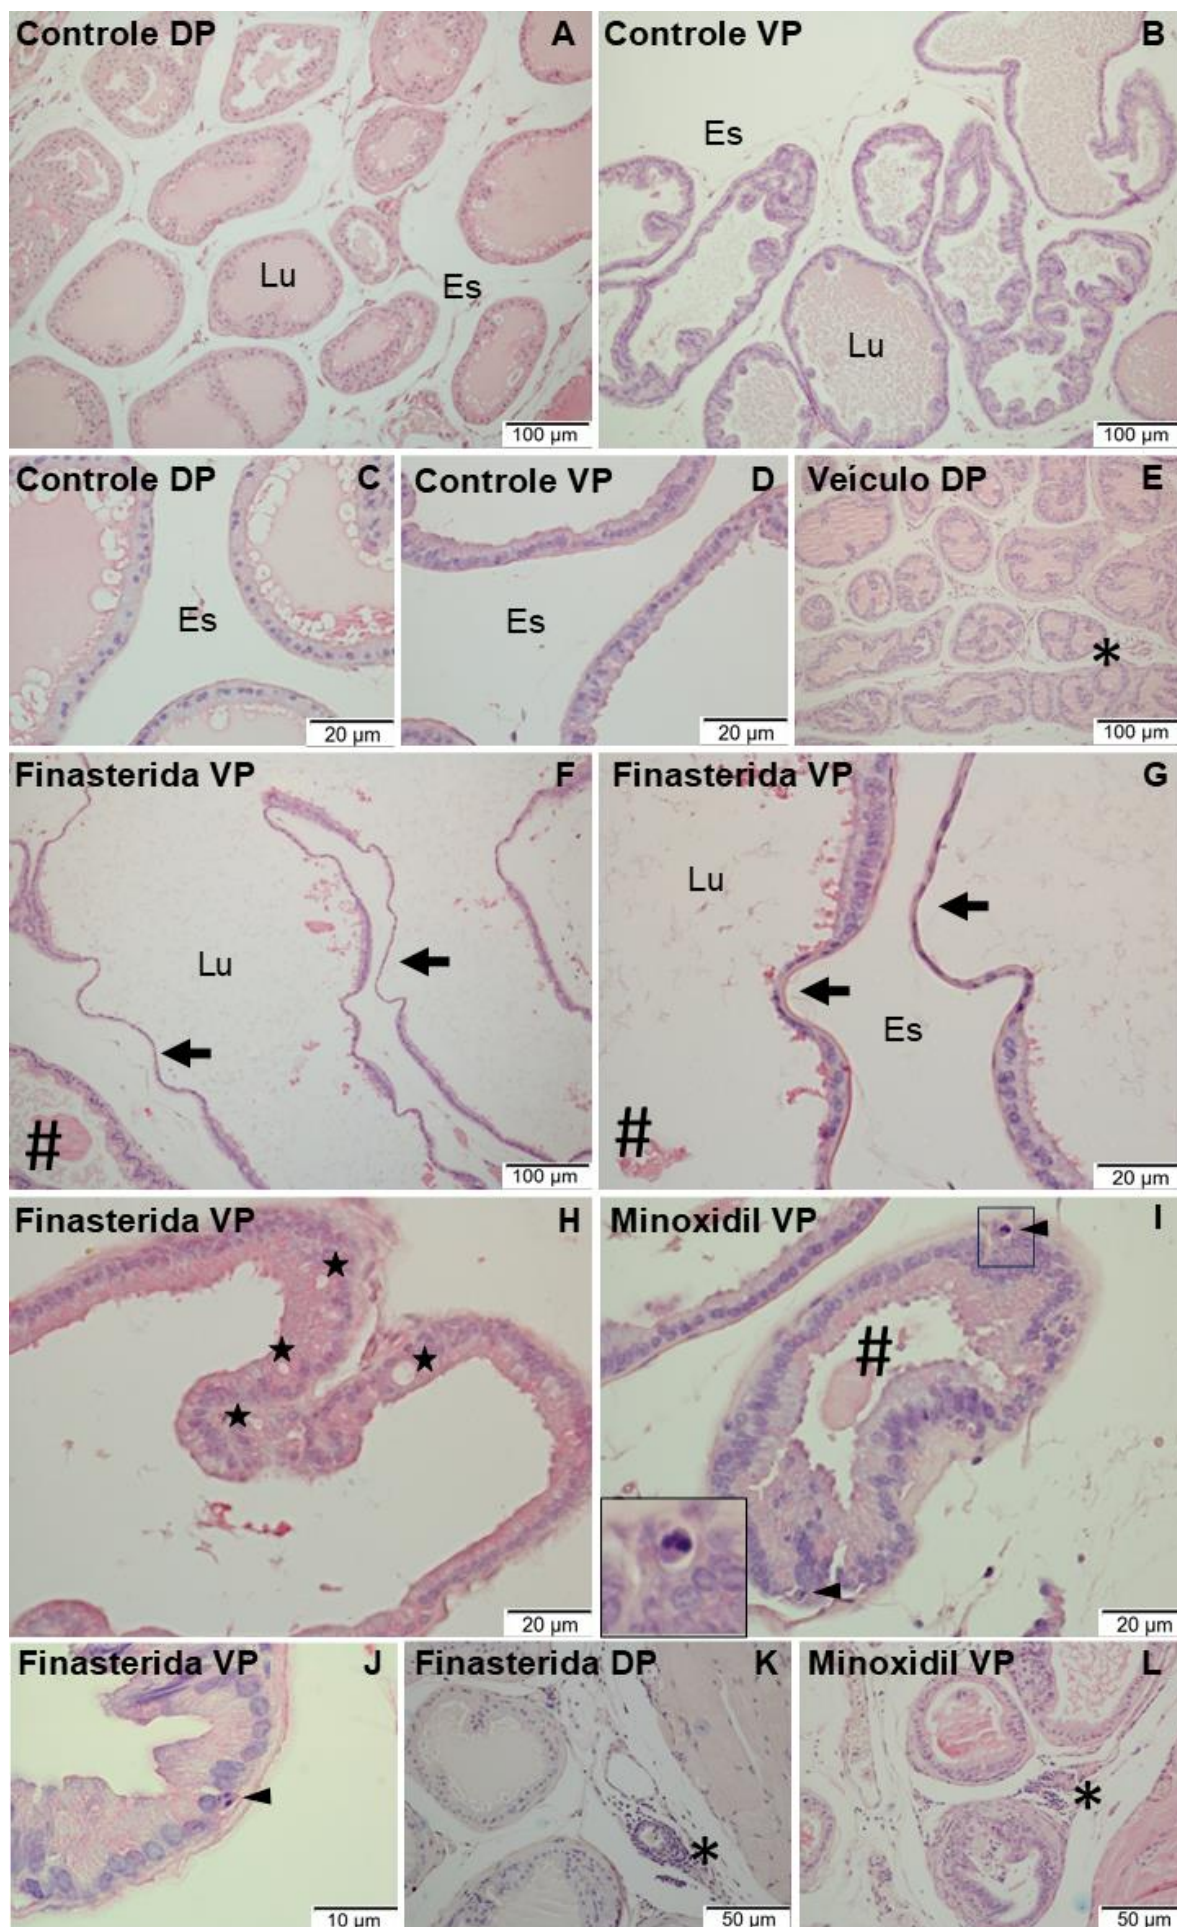 Controle DP A
Lu
Es
100 µm
Controle VP B
Es
Lu
100 µm
Controle DP C
Es
20 µm
Controle VP D
Es
20 µm
Veículo DP E
*
100 µm
Finasterida VP F
Lu
#
100 µm
Finasterida VP G
Lu
Es
#
20 µm
Finasterida VP H
20 µm
Minoxidil VP I
#
20 µm
Finasterida VP J
10 µm
Finasterida DP K
*
50 µm
Minoxidil VP L
*
50 µm